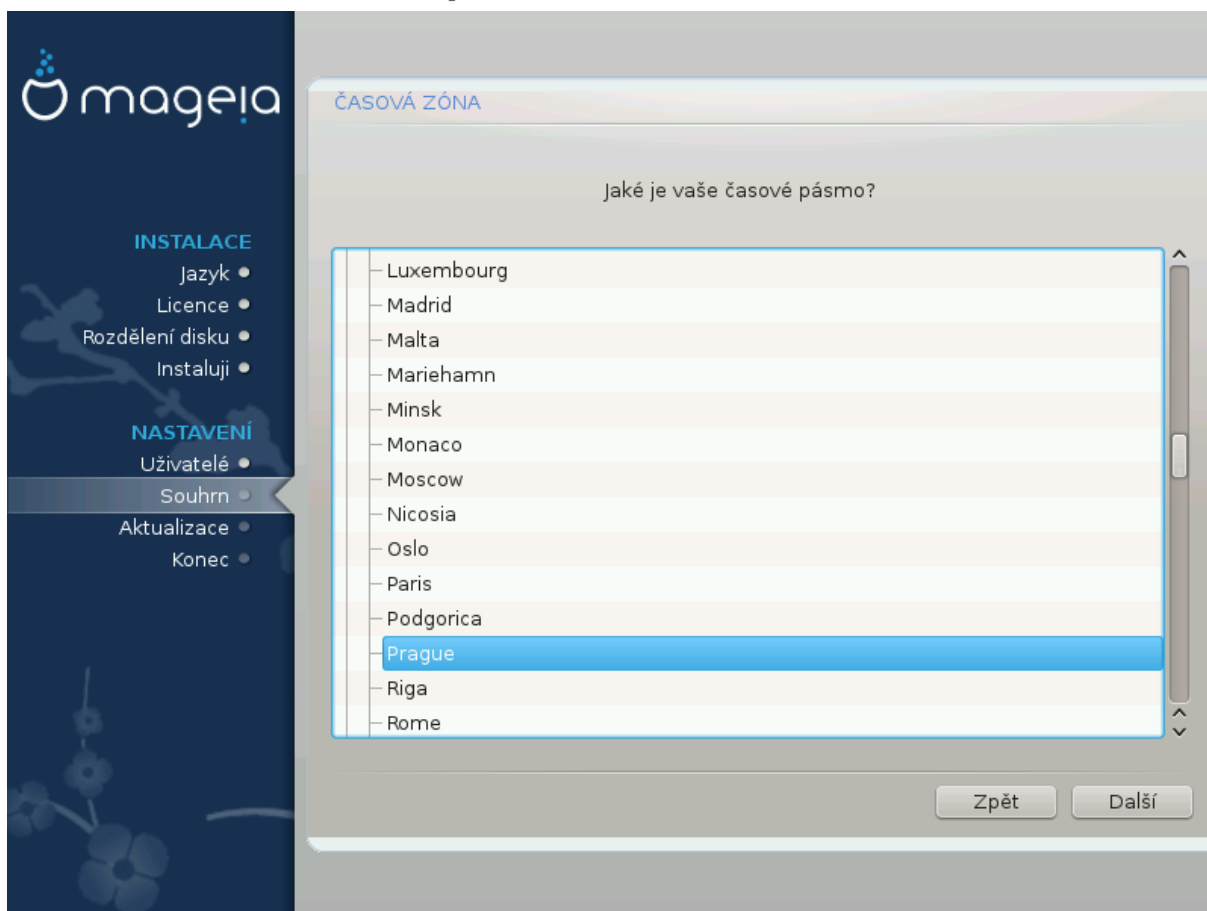 mageia
INSTALACE
Jazyk
Licence
Rozdělení disku
Instaluji
NASTAVENÍ
Uživatelé
Souhrn
Aktualizace
Konec
ČASOVÁ ZÓNA
Jaké je vaše časové pásmo?
Luxembourg
Madrid
Malta
Mariehamn
Minsk
Monaco
Moscow
Nicosia
Oslo
Paris
Podgorica
Prague
Riga
Rome
Zpět
Další